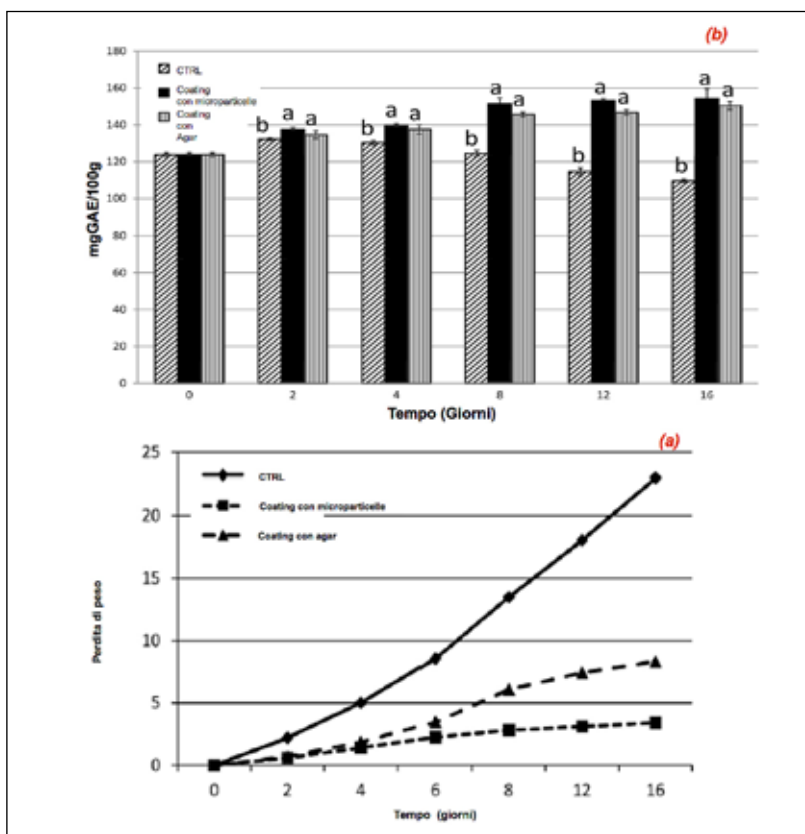 (b)
180
160
140
120
100
80
60
40
20
0
mgGAE/100g
CTRL
Coating
con microparticelle
Coating
con
Agar
b a a
b a a
b a a
b a a
b a a
0 2 4 8 12 16
Tempo (Giorni)
(a)
25
20
15
10
5
0
Perdita di peso
CTRL
Coating con microparticelle
Coating con agar
0 2 4 6 8 12 16
Tempo (giorni)